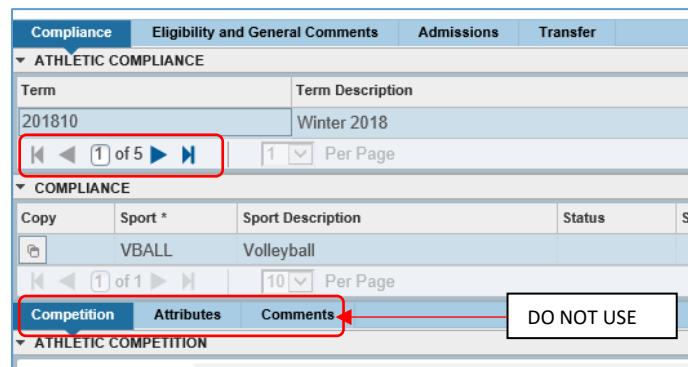 Compliance Eligibility and General Comments Admissions Transfer
ATHLETIC COMPLIANCE
Term Term Description
201810 Winter 2018
1 of 5 1 Per Page
COMPLIANCE
Copy Sport * Sport Description Status S
VBALL Volleyball
1 of 1 10 Per Page
Competition Attributes Comments DO NOT USE
ATHLETIC COMPETITION